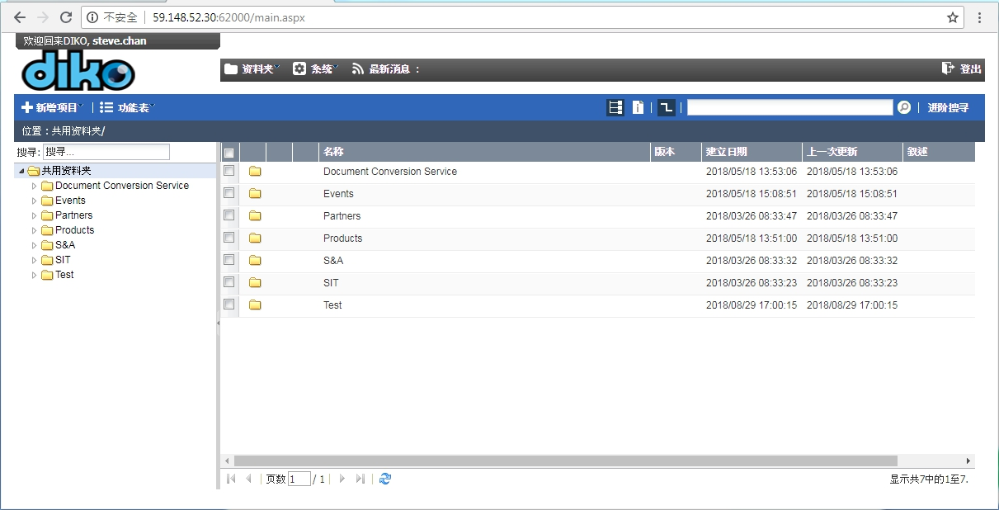 不安全 59.148.52.30:62000/main.aspx
欢迎回来DIKO, steve.chan
diko
资料夹 系统 最新消息 :
登出
新增项目 功能表
进阶搜寻
位置 : 共用资料夹/
搜寻: 搜寻...
共用资料夹
Document Conversion Service
Events
Partners
Products
S&A
SIT
Test
名称 版本 建立日期 上一次更新 叙述
Document Conversion Service 2018/05/18 13:53:06 2018/05/18 13:53:06
Events 2018/05/18 15:08:51 2018/05/18 15:08:51
Partners 2018/03/26 08:33:47 2018/03/26 08:33:47
Products 2018/05/18 13:51:00 2018/05/18 13:51:00
S&A 2018/03/26 08:33:32 2018/03/26 08:33:32
SIT 2018/03/26 08:33:23 2018/03/26 08:33:23
Test 2018/08/29 17:00:15 2018/08/29 17:00:15
页数 1 / 1
显示共7中的1至7.